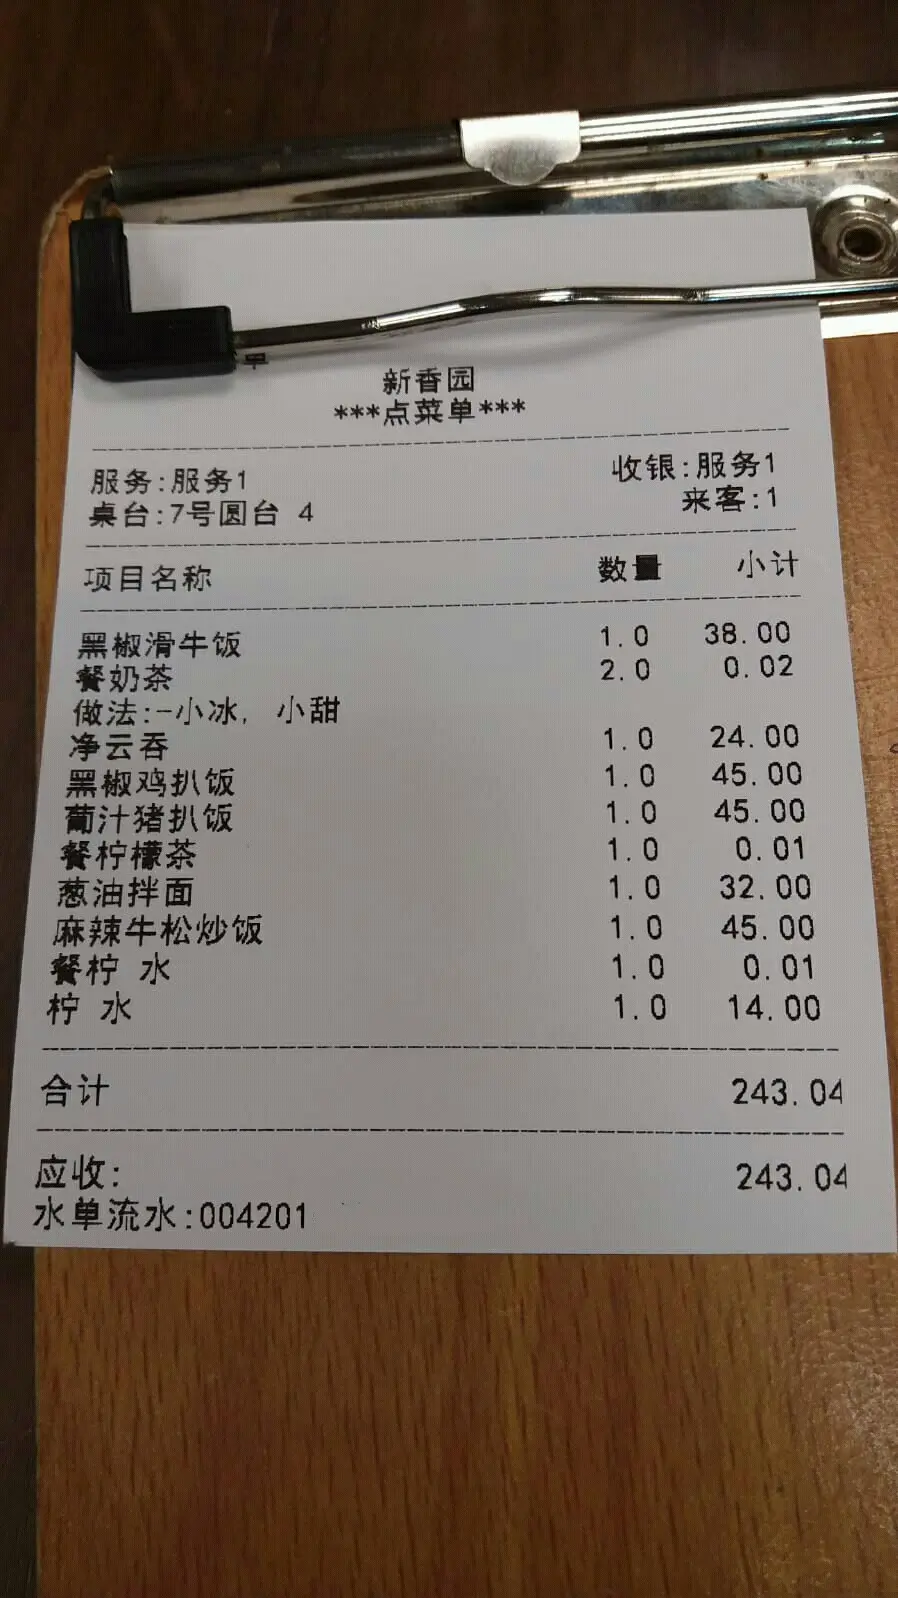 新香园
***点菜单***
服务:服务1 收银:服务1
桌台:7号圆台 4 来客:1
项目名称 数量 小计
黑椒滑牛饭 1.0 38.00
餐奶茶 2.0 0.02
做法:-小冰, 小甜
净云吞 1.0 24.00
黑椒鸡扒饭 1.0 45.00
葡汁猪扒饭 1.0 45.00
餐柠檬茶 1.0 0.01
葱油拌面 1.0 32.00
麻辣牛松炒饭 1.0 45.00
餐柠 水 1.0 0.01
柠 水 1.0 14.00
合计 243.04
应收: 243.04
水单流水:004201